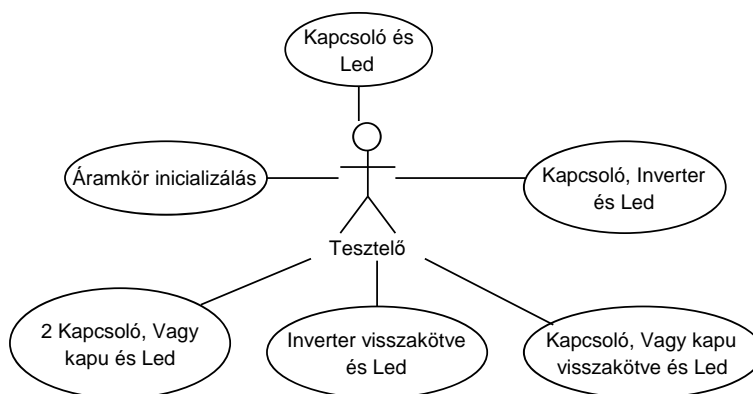 Kapcsoló és
Led
Áramkör inicializálás
Kapcsoló, Inverter
és Led
Tesztelő
2 Kapcsoló, Vagy
kapu és Led
Inverter visszakötve
és Led
Kapcsoló, Vagy kapu
visszakötve és Led